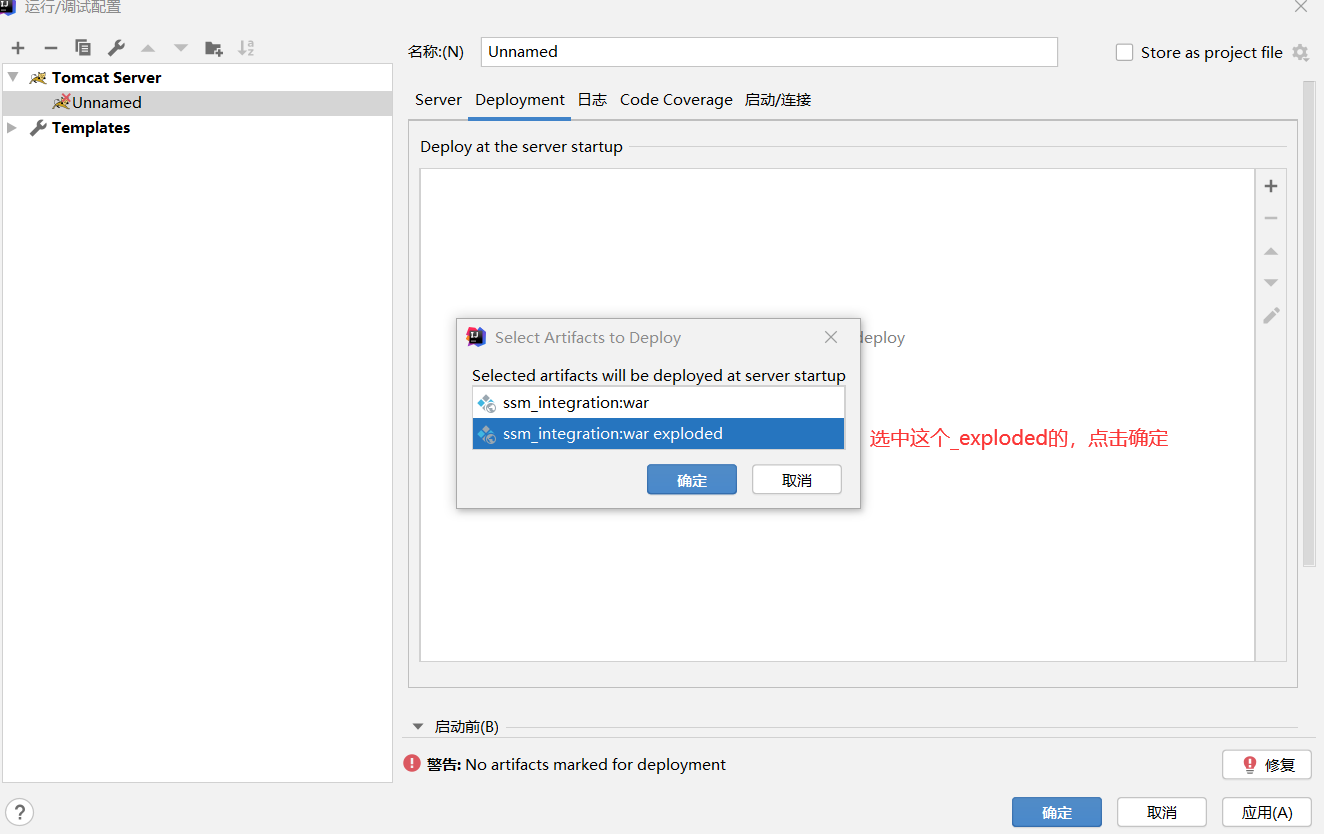 运行/调试配置
名称:(N)
Unnamed
Store as project file
Tomcat Server
Unnamed
Templates
Server
Deployment
日志
Code Coverage
启动/连接
Deploy at the server startup
deploy
Select Artifacts to Deploy
Selected artifacts will be deployed at server startup
ssm_integration:war
ssm_integration:war exploded
选中这个_exploded的，点击确定
确定
取消
启动前(B)
警告: No artifacts marked for deployment
修复
?
确定
取消
应用(A)